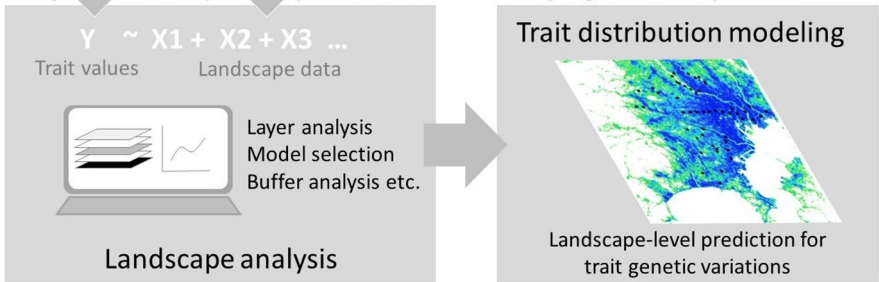 Y ~ X1 + X2 + X3 ...
Trait values Landscape data
Layer analysis
Model selection
Buffer analysis etc.
Landscape analysis
Trait distribution modeling
Landscape-level prediction for
trait genetic variations